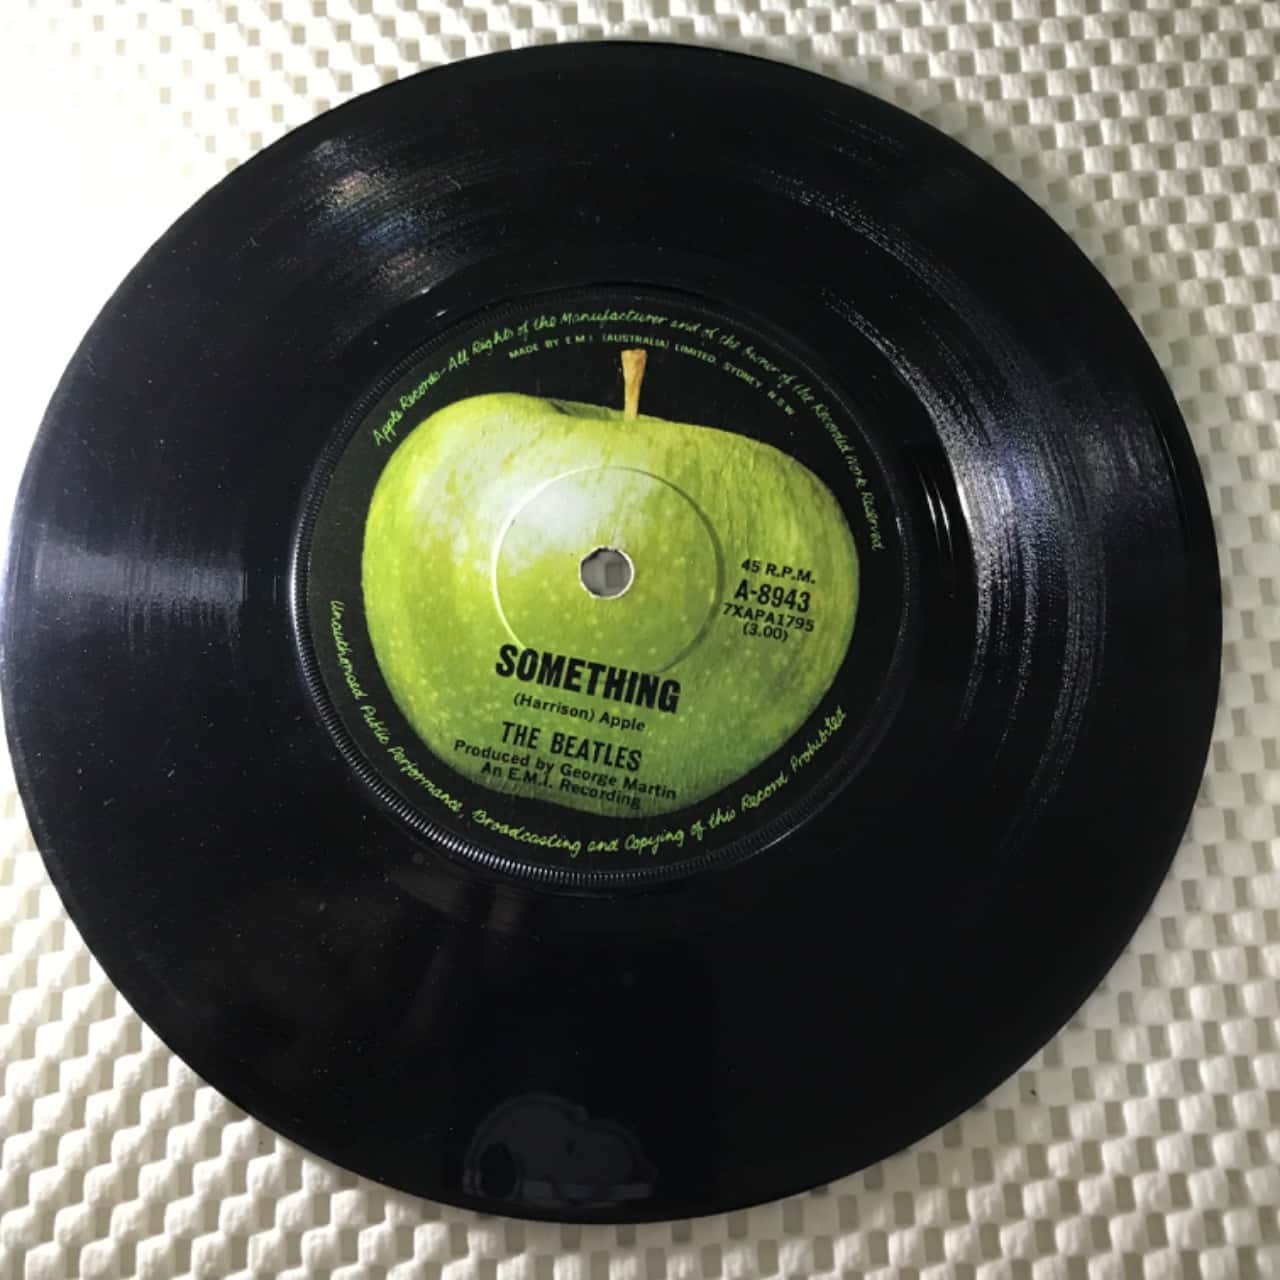 Apple Records-All Rights of the Manufacturer and of the Owner of the Recorded Work Reserved
MADE BY E.M.I. (AUSTRALIA) LIMITED. SYDNEY N.S.W.
45 R.P.M.
A-8943
7XAPA1795
(3.00)
SOMETHING
(Harrison) Apple
THE BEATLES
Produced by George Martin
An E.M.I. Recording
Unauthorised Public Performance, Broadcasting and Copying of this Record Prohibited